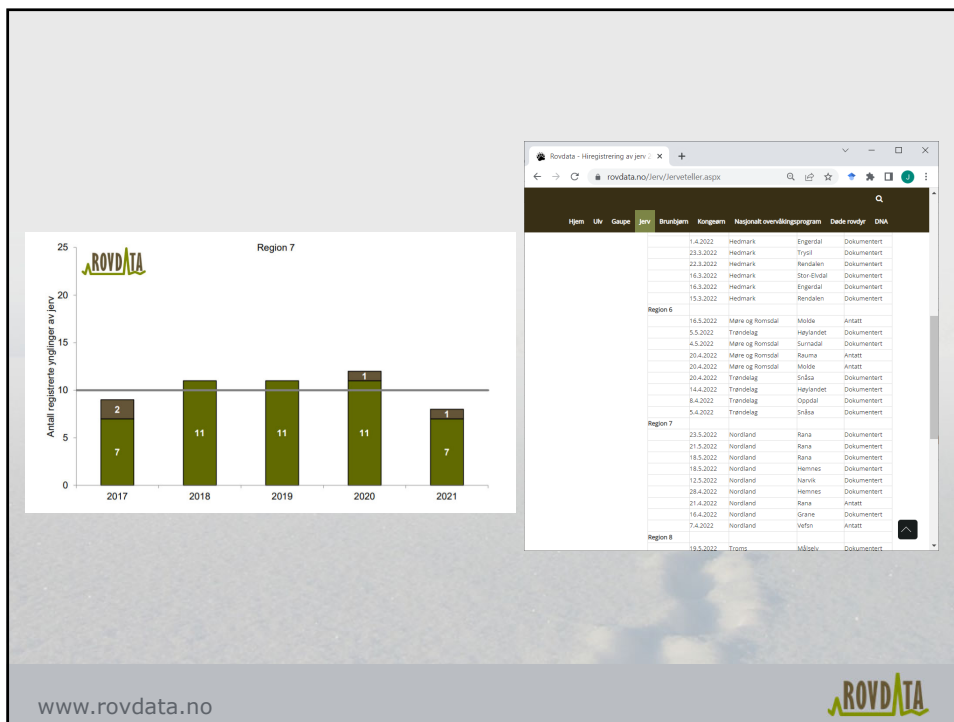 ROVDATA
Region 7
Antall registrerte ynglinger av jerv
25
20
15
10
5
0
2
7
11
11
1
11
1
7
2017 2018 2019 2020 2021
Rovdata - Hiregistrering av jerv 2
rovdata.no/Jerv/Jerveteller.aspx
J
Hjem Ulv Gaupe Jerv Brunbjørn Kongeørn Nasjonalt overvåkingsprogram Døde rovdyr DNA
1.4.2022 Hedmark Engerdal Dokumentert
23.3.2022 Hedmark Trysil Dokumentert
22.3.2022 Hedmark Rendalen Dokumentert
16.3.2022 Hedmark Stor-Elvdal Dokumentert
16.3.2022 Hedmark Engerdal Dokumentert
15.3.2022 Hedmark Rendalen Dokumentert
Region 6
16.5.2022 Møre og Romsdal Molde Antatt
5.5.2022 Trøndelag Høylandet Dokumentert
4.5.2022 Møre og Romsdal Surnadal Dokumentert
20.4.2022 Møre og Romsdal Rauma Antatt
20.4.2022 Møre og Romsdal Molde Antatt
20.4.2022 Trøndelag Snåsa Dokumentert
14.4.2022 Trøndelag Høylandet Dokumentert
8.4.2022 Trøndelag Oppdal Dokumentert
5.4.2022 Trøndelag Snåsa Dokumentert
Region 7
23.5.2022 Nordland Rana Dokumentert
21.5.2022 Nordland Rana Dokumentert
18.5.2022 Nordland Rana Dokumentert
18.5.2022 Nordland Hemnes Dokumentert
12.5.2022 Nordland Narvik Dokumentert
28.4.2022 Nordland Hemnes Dokumentert
21.4.2022 Nordland Rana Antatt
16.4.2022 Nordland Grane Dokumentert
7.4.2022 Nordland Vefsn Antatt
Region 8
19.5.2022 Troms Målselv Dokumentert
www.rovdata.no
ROVDATA